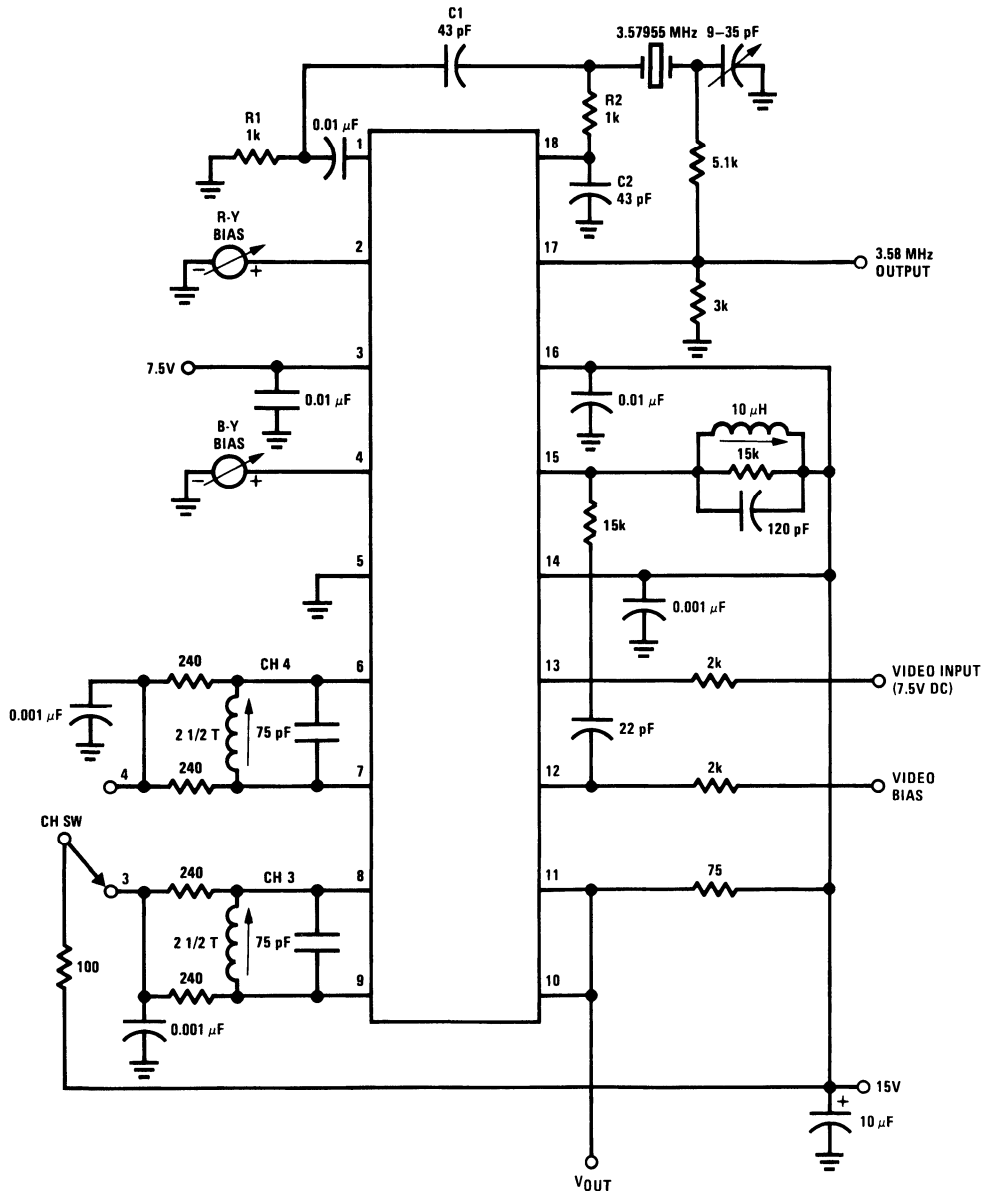 C1
43 pF
3.57955 MHz
9–35 pF
R1
1k
0.01 µF
1
18
R2
1k
5.1k
C2
43 pF
R-Y
BIAS
–
+
2
17
3.58 MHz
OUTPUT
3k
7.5V
3
16
0.01 µF
0.01 µF
10 µH
15k
120 pF
B-Y
BIAS
–
+
4
15
15k
5
14
0.001 µF
240
CH 4
6
13
2k
VIDEO INPUT
(7.5V DC)
0.001 µF
2 1/2 T
75 pF
22 pF
4
240
7
12
2k
VIDEO
BIAS
CH SW
3
240
CH 3
8
11
75
2 1/2 T
75 pF
100
240
9
10
0.001 µF
15V
+
10 µF
VOUT